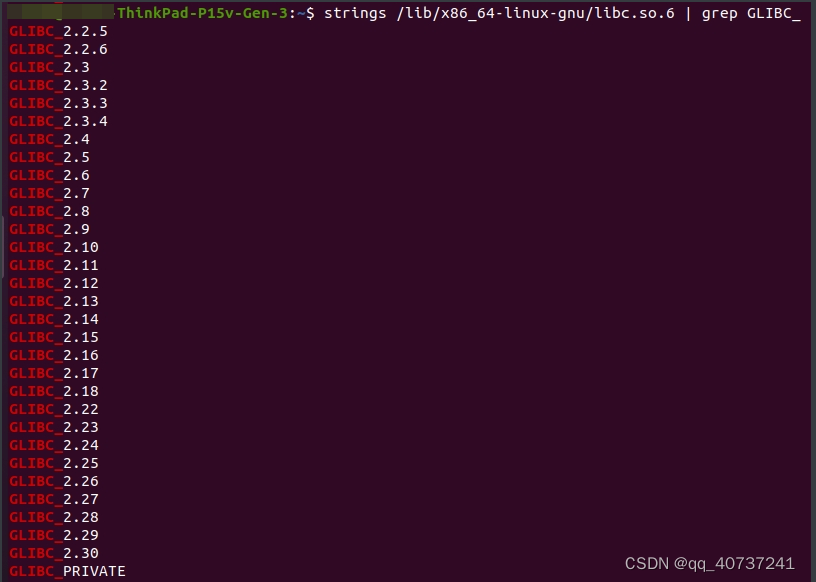 ThinkPad-P15v-Gen-3:~$ strings /lib/x86_64-linux-gnu/libc.so.6 | grep GLIBC_
GLIBC_2.2.5
GLIBC_2.2.6
GLIBC_2.3
GLIBC_2.3.2
GLIBC_2.3.3
GLIBC_2.3.4
GLIBC_2.4
GLIBC_2.5
GLIBC_2.6
GLIBC_2.7
GLIBC_2.8
GLIBC_2.9
GLIBC_2.10
GLIBC_2.11
GLIBC_2.12
GLIBC_2.13
GLIBC_2.14
GLIBC_2.15
GLIBC_2.16
GLIBC_2.17
GLIBC_2.18
GLIBC_2.22
GLIBC_2.23
GLIBC_2.24
GLIBC_2.25
GLIBC_2.26
GLIBC_2.27
GLIBC_2.28
GLIBC_2.29
GLIBC_2.30
GLIBC_PRIVATE
CSDN @qq_40737241